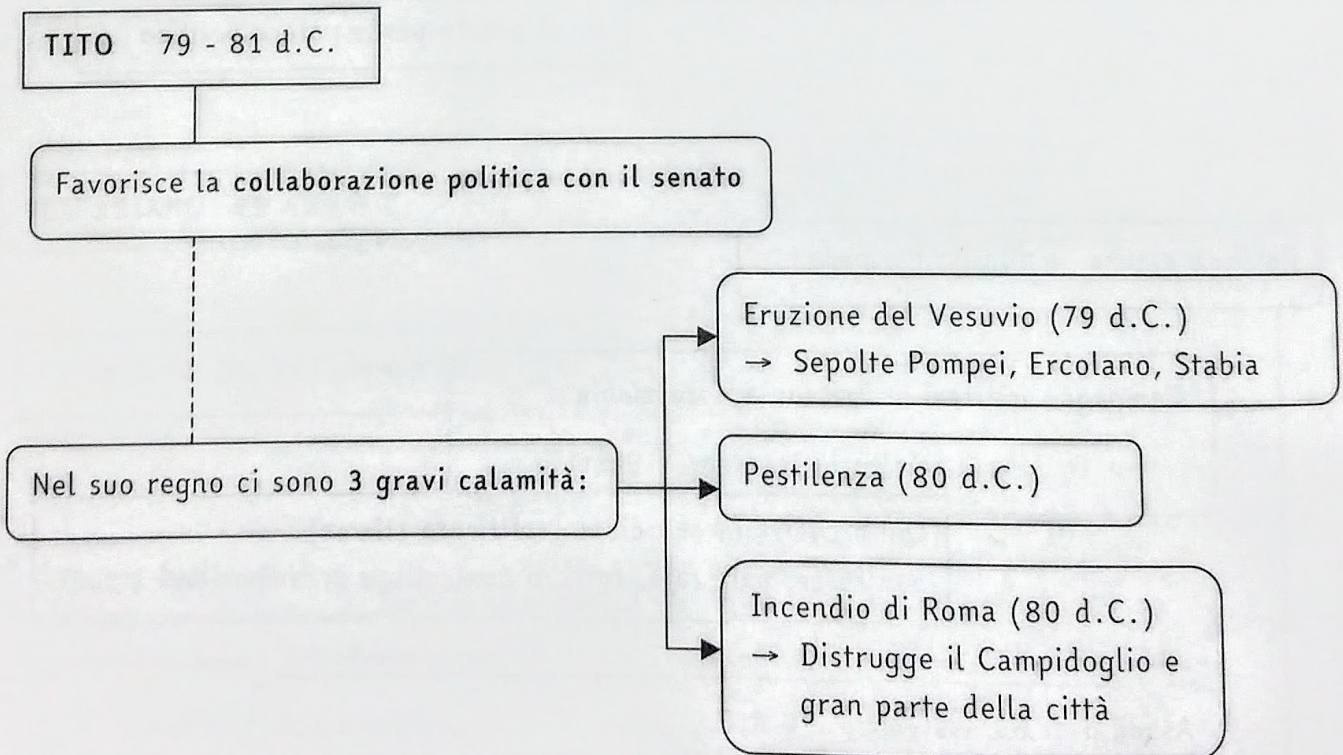 TITO 79 - 81 d.C.
Favorisce la collaborazione politica con il senato
Nel suo regno ci sono 3 gravi calamità:
Eruzione del Vesuvio (79 d.C.)
→ Sepolte Pompei, Ercolano, Stabia
Pestilenza (80 d.C.)
Incendio di Roma (80 d.C.)
→ Distrugge il Campidoglio e
gran parte della città